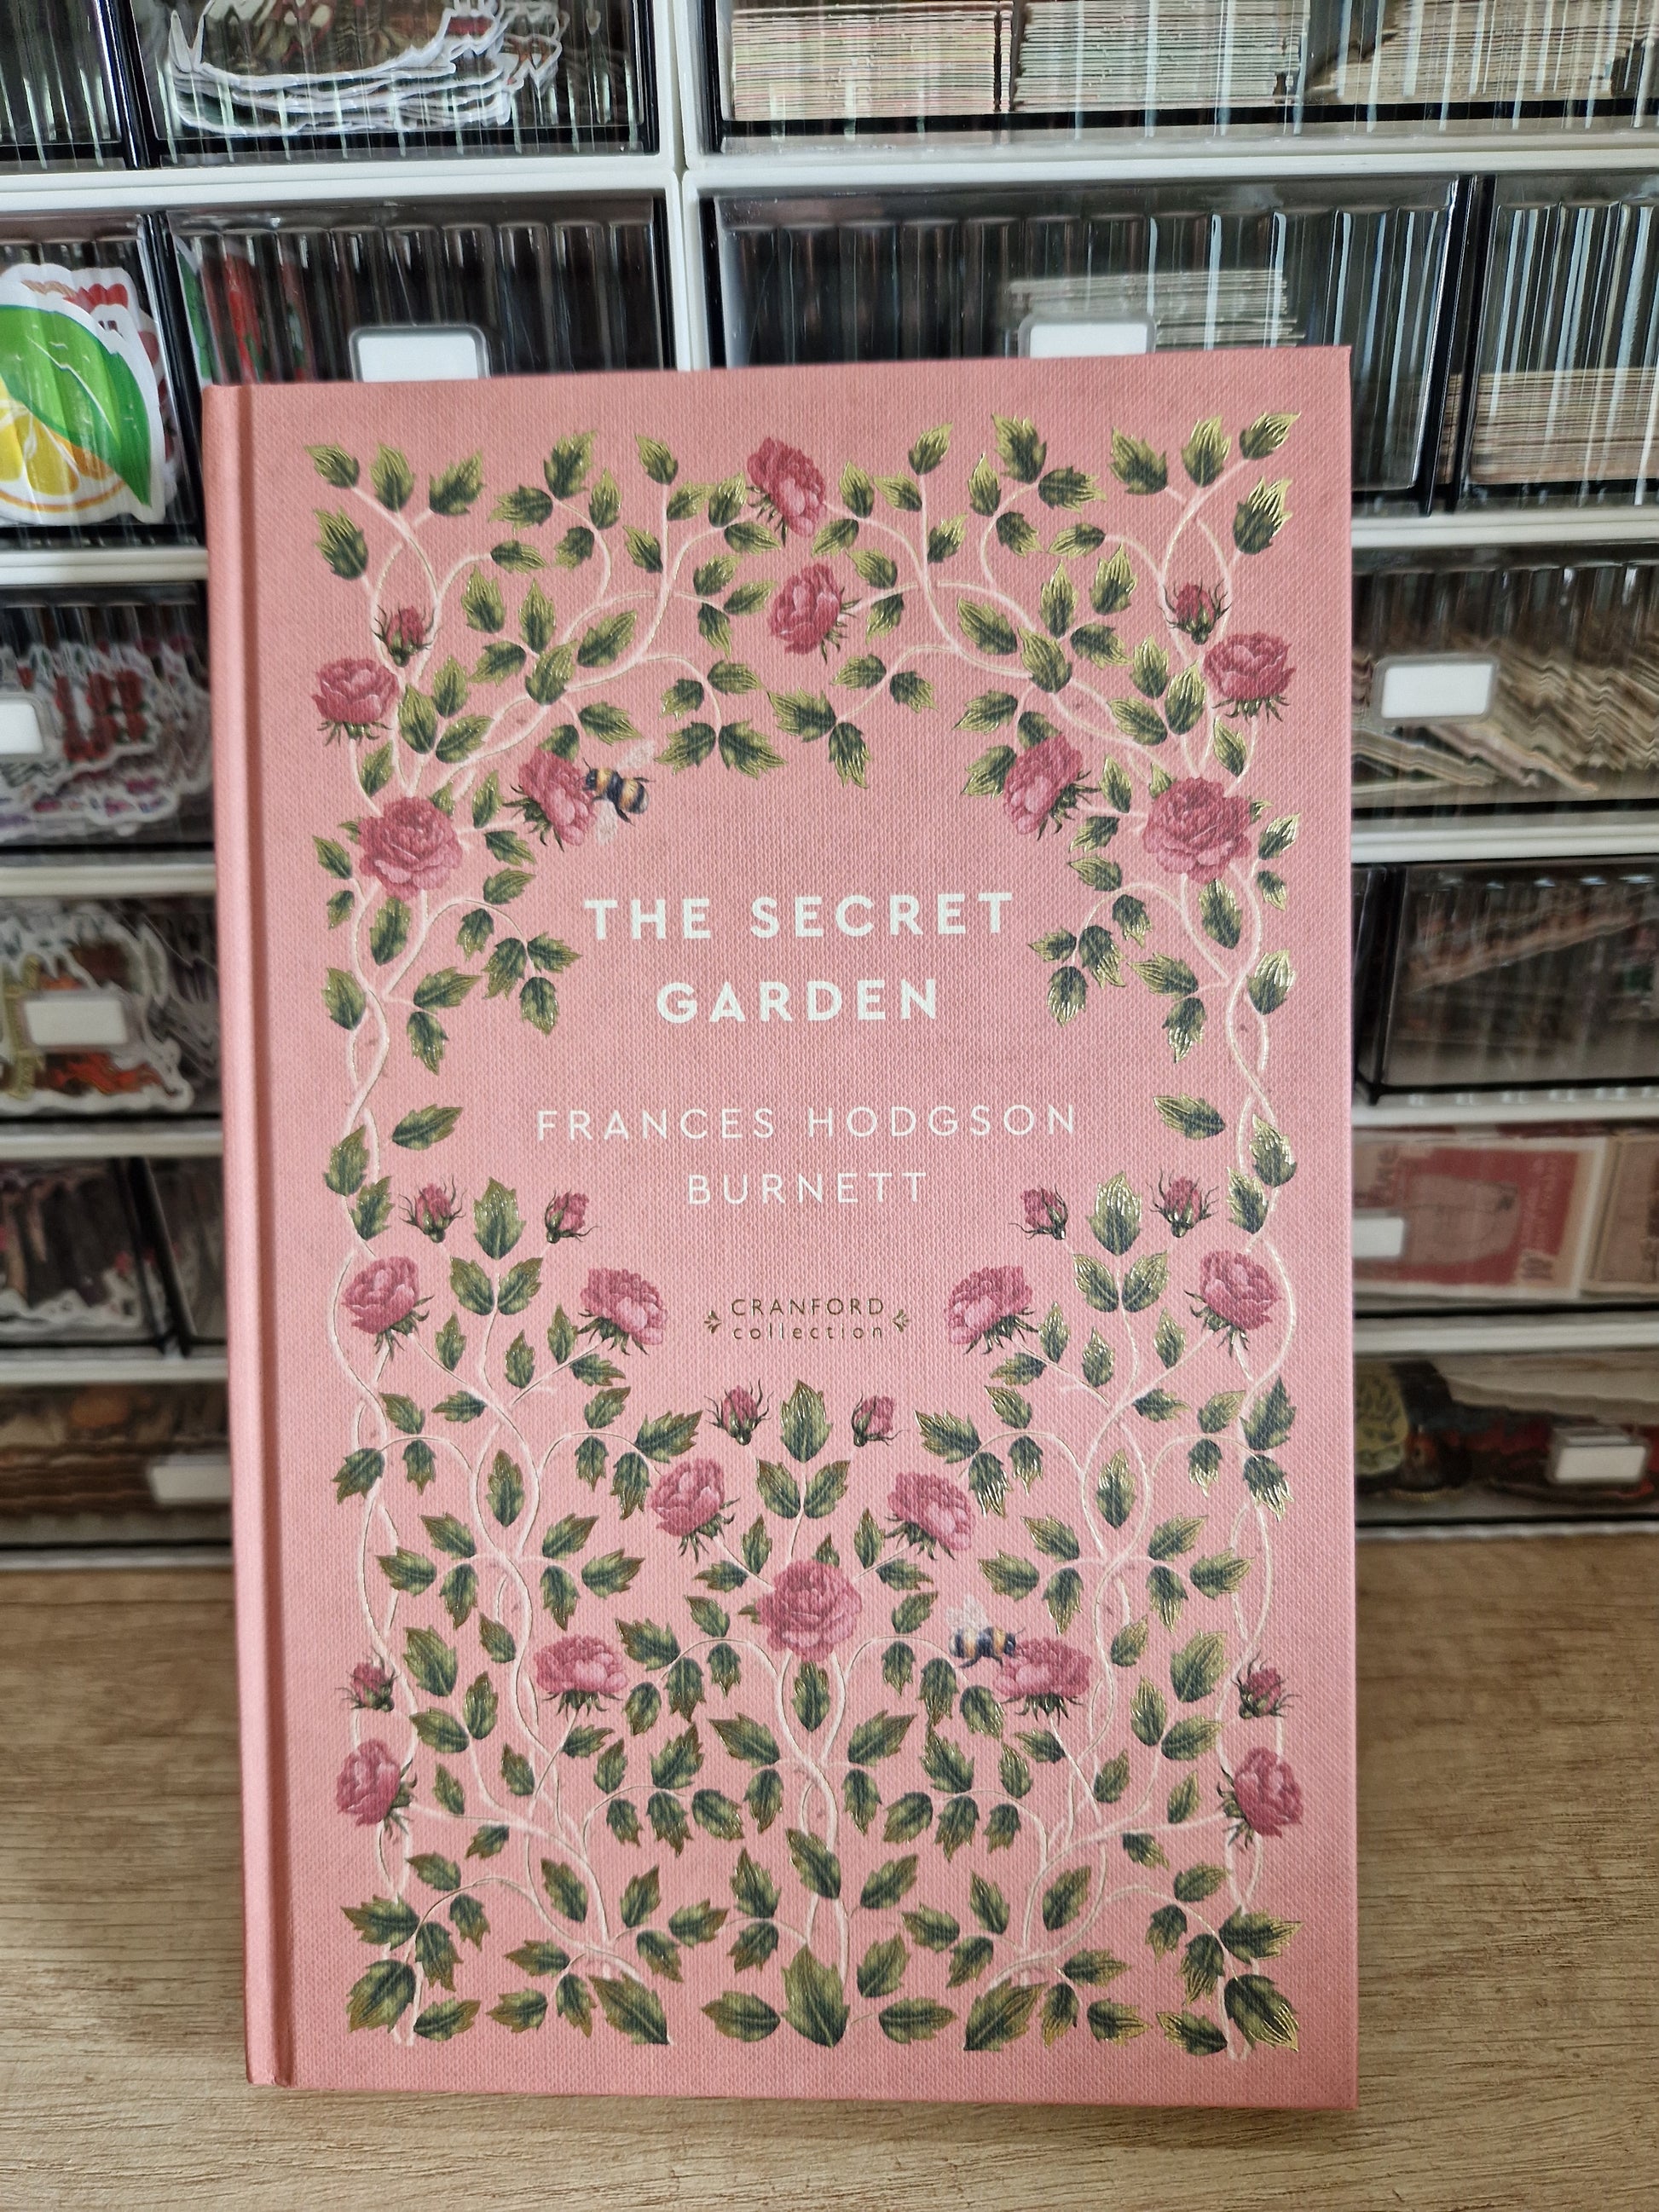 THE SECRET
GARDEN
FRANCES HODGSON
BURNETT
CRANFORD
collection